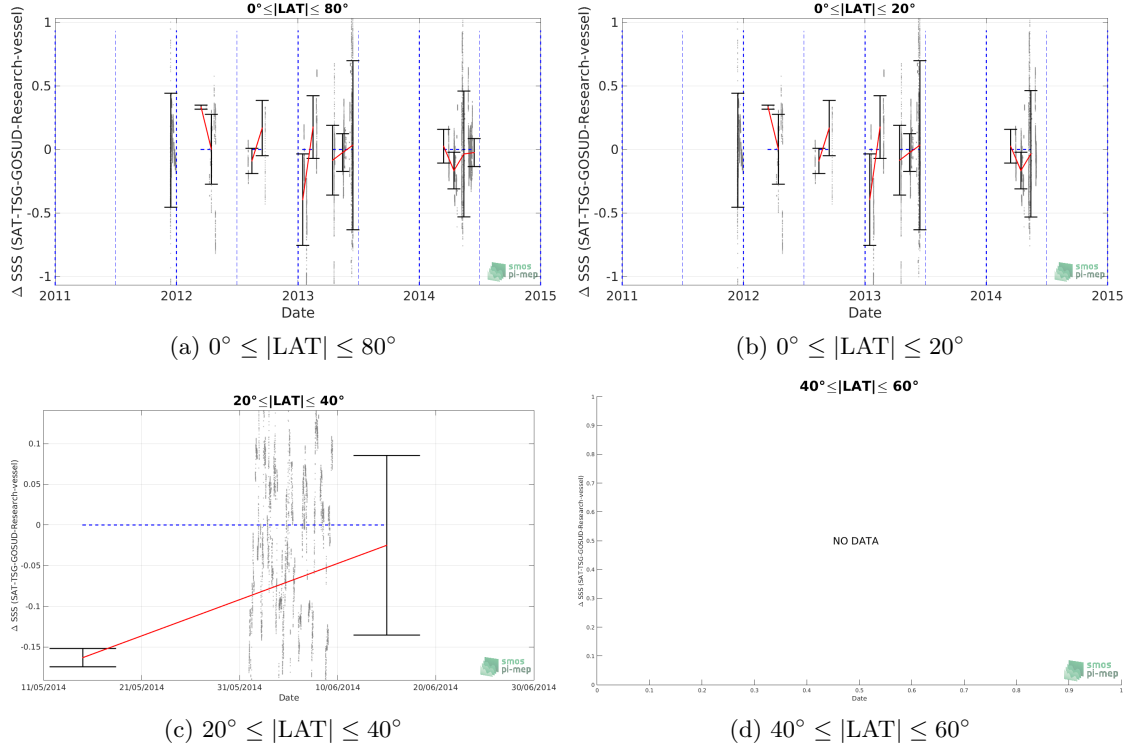 0°≤|LAT|≤ 80°
Δ SSS (SAT-TSG-GOSUD-Research-vessel)
1
0.5
0
-0.5
-1
2011 2012 2013 2014 2015
Date
smos
pi-mep
(a) 0° ≤ |LAT| ≤ 80°
0°≤|LAT|≤ 20°
Δ SSS (SAT-TSG-GOSUD-Research-vessel)
1
0.5
0
-0.5
-1
2011 2012 2013 2014 2015
Date
smos
pi-mep
(b) 0° ≤ |LAT| ≤ 20°
20°≤|LAT|≤ 40°
Δ SSS (SAT-TSG-GOSUD-Research-vessel)
0.1
0.05
0
-0.05
-0.1
-0.15
11/05/2014 21/05/2014 31/05/2014 10/06/2014 20/06/2014 30/06/2014
Date
smos
pi-mep
(c) 20° ≤ |LAT| ≤ 40°
40°≤|LAT|≤ 60°
Δ SSS (SAT-TSG-GOSUD-Research-vessel)
1
0.9
0.8
0.7
0.6
0.5
0.4
0.3
0.2
0.1
0
NO DATA
0 0.1 0.2 0.3 0.4 0.5 0.6 0.7 0.8 0.9 1
Date
smos
pi-mep
(d) 40° ≤ |LAT| ≤ 60°